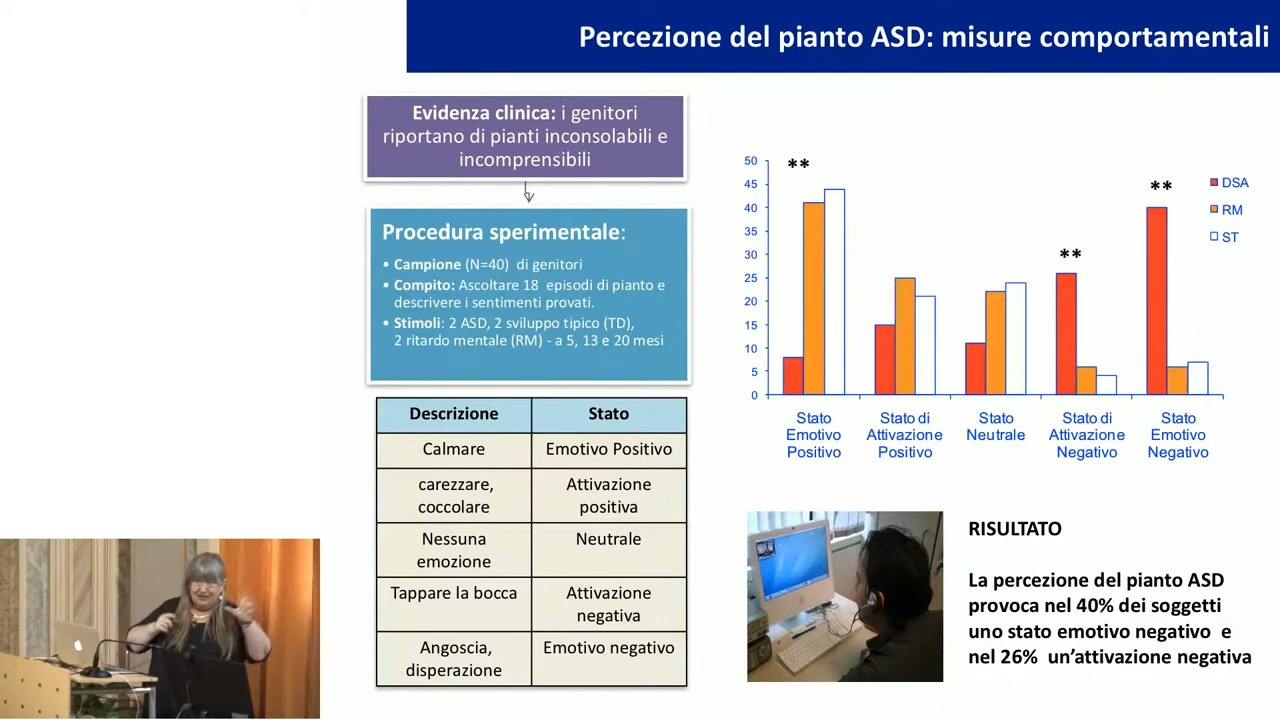 Percezione del pianto ASD: misure comportamentali
Evidenza clinica: i genitori
riportano di pianti inconsolabili e
incomprensibili
Procedura sperimentale:
• Campione (N=40) di genitori
• Compito: Ascoltare 18 episodi di pianto e
descrivere i sentimenti provati.
• Stimoli: 2 ASD, 2 sviluppo tipico (TD),
2 ritardo mentale (RM) - a 5, 13 e 20 mesi
Descrizione Stato
Calmare Emotivo Positivo
carezzare, Attivazione
coccolare positiva
Nessuna Neutrale
emozione
Tappare la bocca Attivazione
negativa
Angoscia, Emotivo negativo
disperazione
50
45
40
35
30
25
20
15
10
5
0
**
**
**
DSA
RM
ST
Stato
Emotivo
Positivo
Stato di
Attivazione
Positivo
Stato
Neutrale
Stato di
Attivazione
Negativo
Stato
Emotivo
Negativo
RISULTATO
La percezione del pianto ASD
provoca nel 40% dei soggetti
uno stato emotivo negativo e
nel 26% un’attivazione negativa